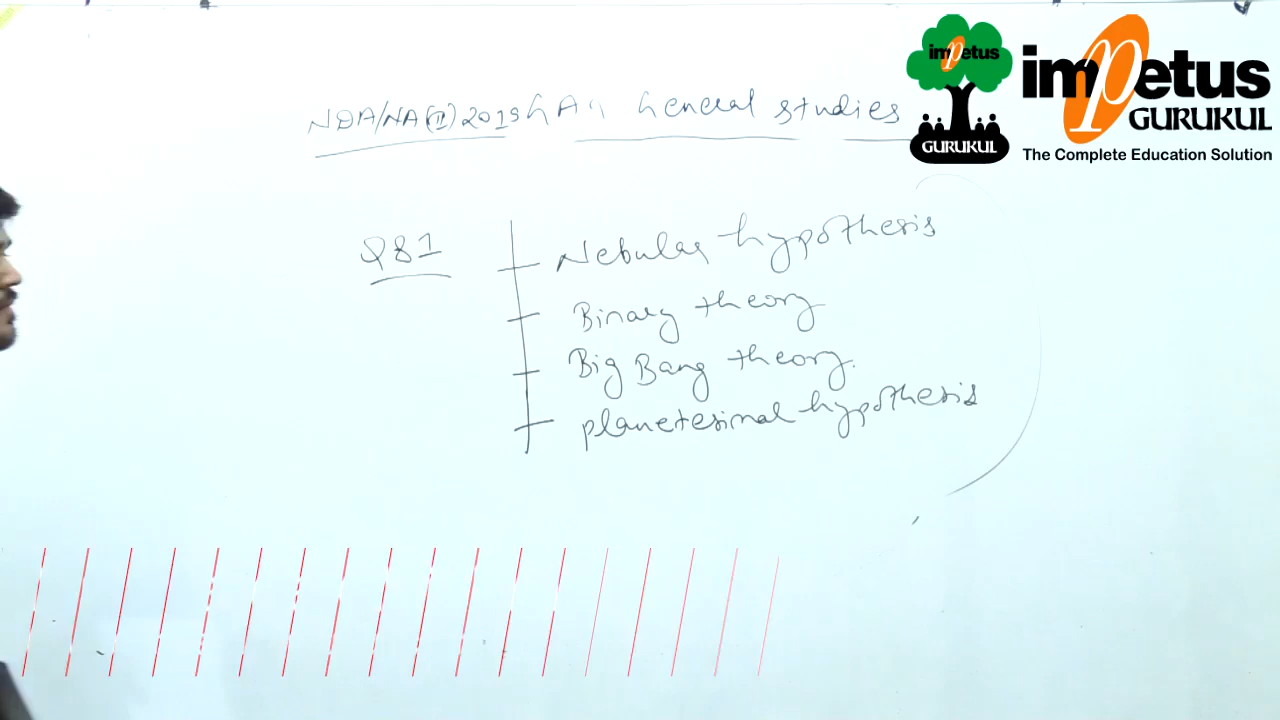 NDA/NA(II) 2019 GAT General studies
impetus
GURUKUL
impetus
GURUKUL
The Complete Education Solution
Q81
Nebular hypothesis
Binary theory
Big Bang theory.
planetesimal hypothesis